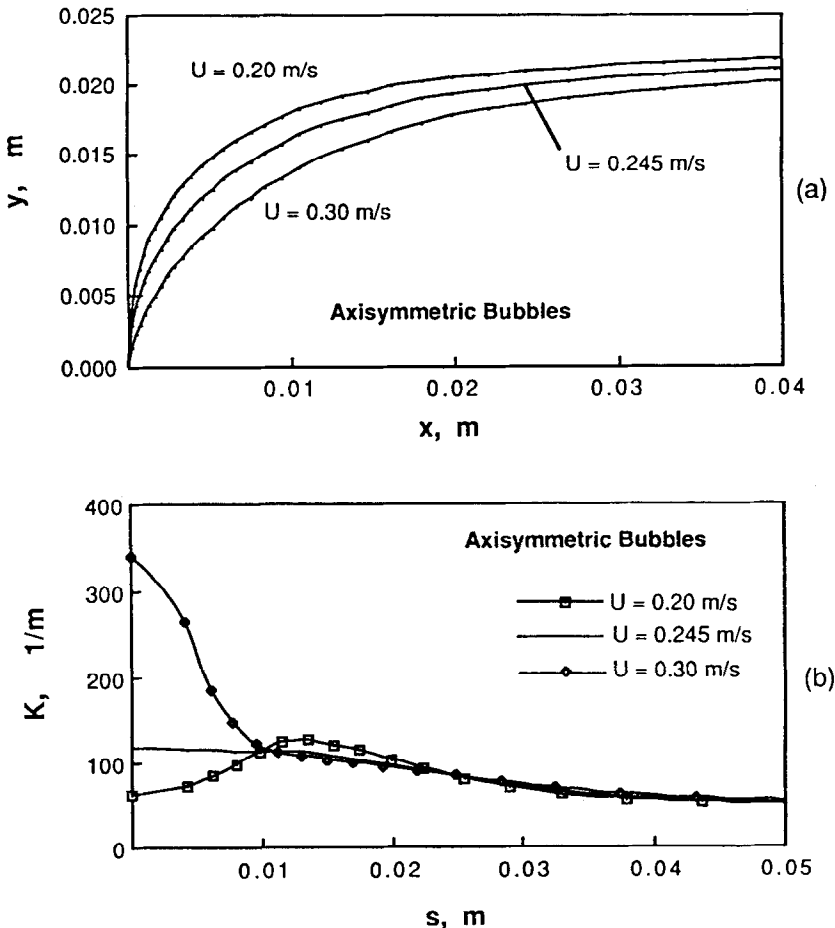 0.025
0.020
0.015
0.010
0.005
0.000
y, m
U = 0.20 m/s
U = 0.245 m/s
U = 0.30 m/s
(a)
Axisymmetric Bubbles
0.01
0.02
0.03
0.04
x, m
400
300
200
100
0
K, 1/m
Axisymmetric Bubbles
U = 0.20 m/s
U = 0.245 m/s
U = 0.30 m/s
(b)
0.01
0.02
0.03
0.04
0.05
s, m